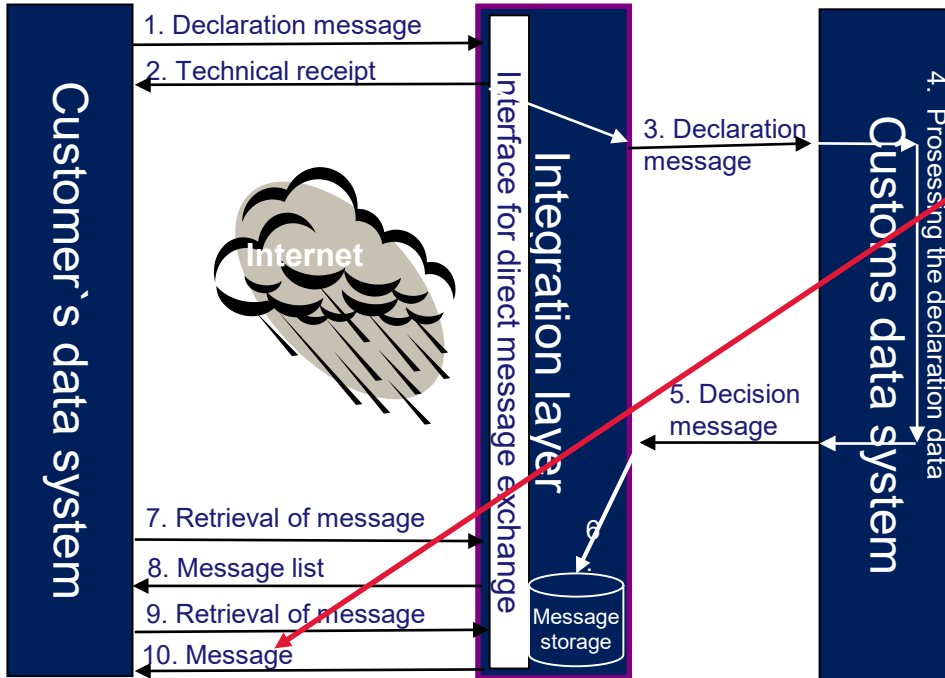 Customer`s data system
1. Declaration message
2. Technical receipt
Internet
7. Retrieval of message
8. Message list
9. Retrieval of message
10. Message
Interface for direct message exchange
Integration layer
3. Declaration
message
5. Decision
message
6
.
Message
storage
Customs data system
4. Prosessing the declaration data